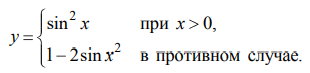 y = { sin² x при x > 0,
1 − 2sin x² в противном случае.